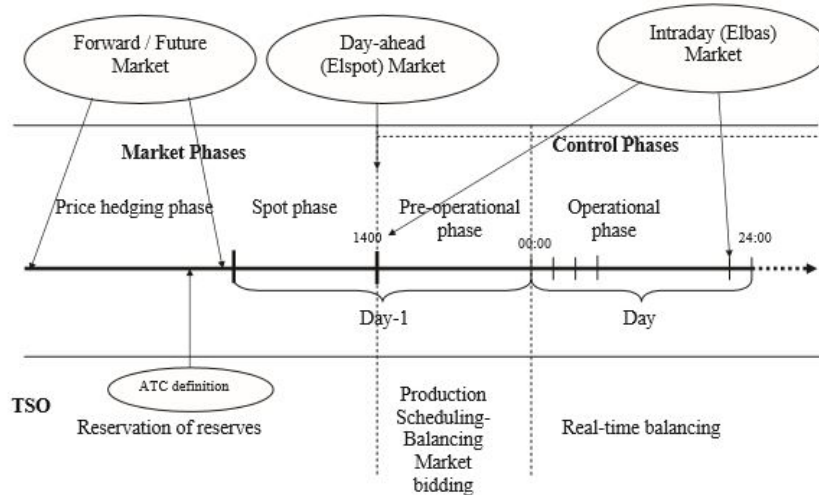 Forward / Future
Market
Day-ahead
(Elspot) Market
Intraday (Elbas)
Market
Market Phases
Control Phases
Price hedging phase
Spot phase
Pre-operational
phase
Operational
phase
1400
00:00
24:00
Day-1
Day
ATC definition
TSO
Reservation of reserves
Production
Scheduling-
Balancing
Market
bidding
Real-time balancing